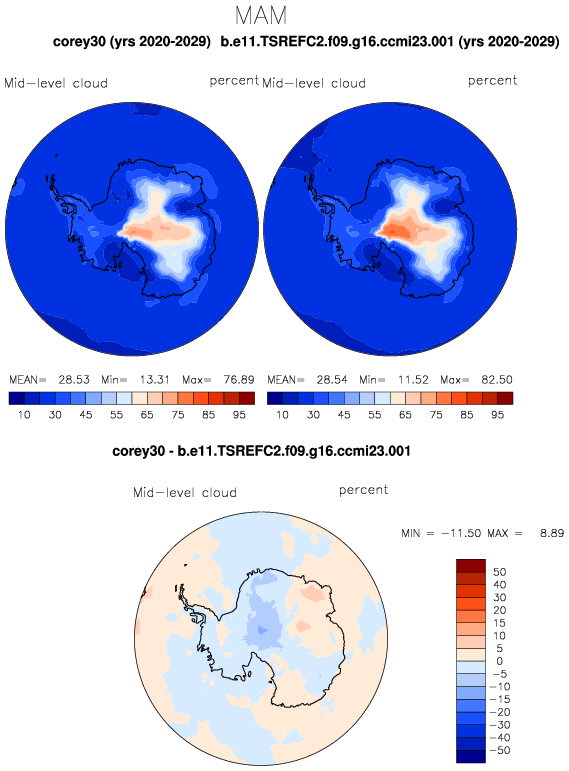 MAM
corey30 (yrs 2020-2029) b.e11.TSREFC2.f09.g16.ccmi23.001 (yrs 2020-2029)
Mid-level cloud percent Mid-level cloud percent
MEAN= 28.53 Min= 13.31 Max= 76.89 MEAN= 28.54 Min= 11.52 Max= 82.50
10 30 45 55 65 75 85 95 10 30 45 55 65 75 85 95
corey30 - b.e11.TSREFC2.f09.g16.ccmi23.001
Mid-level cloud percent
MIN = -11.50 MAX = 8.89
50
40
30
20
15
10
5
0
-5
-10
-15
-20
-30
-40
-50